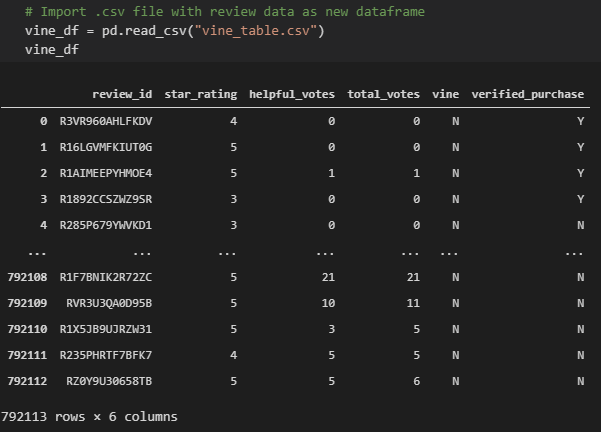 # Import .csv file with review data as new dataframe
vine_df = pd.read_csv("vine_table.csv")
vine_df
review_id star_rating helpful_votes total_votes vine verified_purchase
0 R3VR960AHLFKDV 4 0 0 N Y
1 R16LGVMFKIUT0G 5 0 0 N Y
2 R1AIMEEPYHMOE4 5 1 1 N Y
3 R1892CCSZWZ9SR 3 0 0 N Y
4 R285P679YWVKD1 3 0 0 N N
... ... ... ... ... ... ...
792108 R1F7BNIK2R72ZC 5 21 21 N N
792109 RVR3U3QA0D95B 5 10 11 N N
792110 R1X5JB9UJRZW31 5 3 5 N N
792111 R235PHRTF7BFK7 4 5 5 N N
792112 RZ0Y9U30658TB 5 5 6 N N
792113 rows × 6 columns